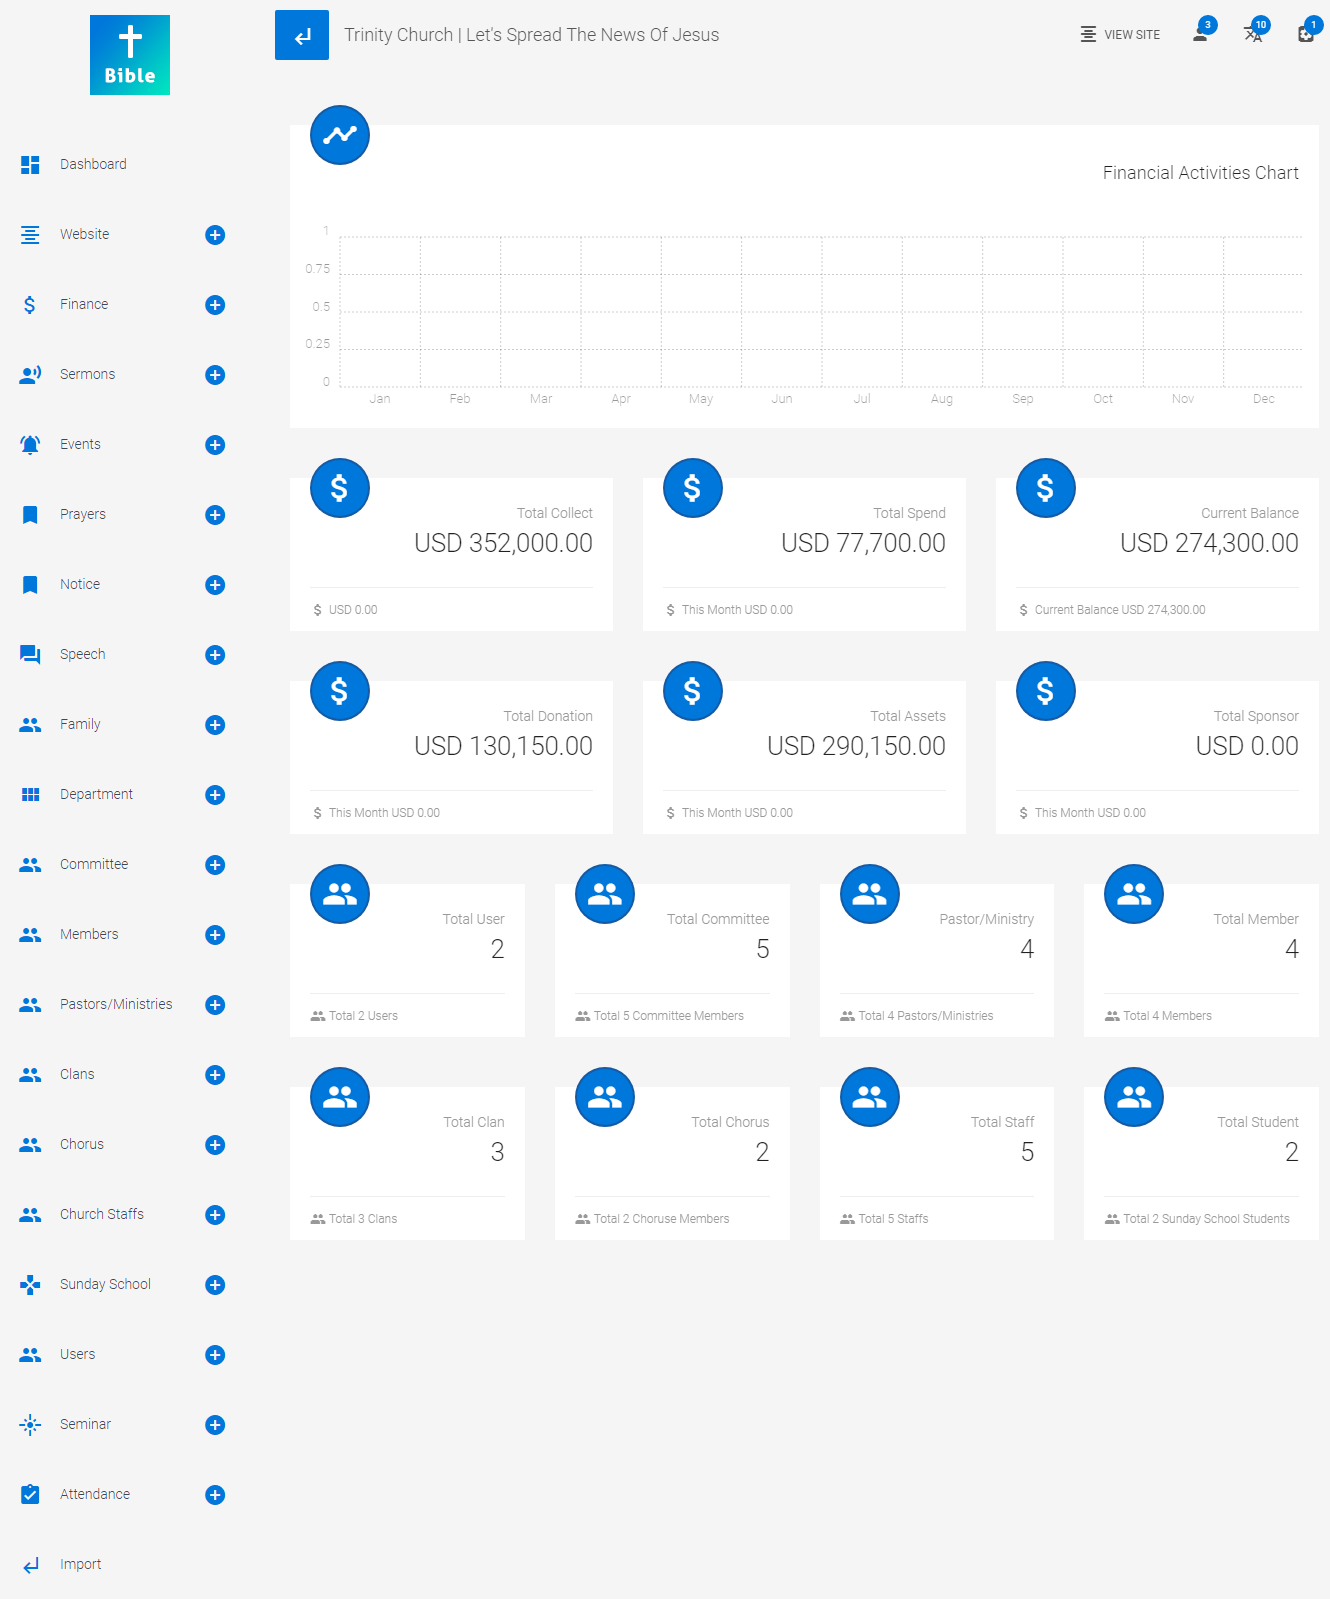 Bible
Dashboard
Website
Finance
Sermons
Events
Prayers
Notice
Speech
Family
Department
Committee
Members
Pastors/Ministries
Clans
Chorus
Church Staffs
Sunday School
Users
Seminar
Attendance
Import
Trinity Church | Let's Spread The News Of Jesus
VIEW SITE
3
10
1
Financial Activities Chart
1
0.75
0.5
0.25
0
Jan Feb Mar Apr May Jun Jul Aug Sep Oct Nov Dec
Total Collect
USD 352,000.00
USD 0.00
Total Spend
USD 77,700.00
This Month USD 0.00
Current Balance
USD 274,300.00
Current Balance USD 274,300.00
Total Donation
USD 130,150.00
This Month USD 0.00
Total Assets
USD 290,150.00
This Month USD 0.00
Total Sponsor
USD 0.00
This Month USD 0.00
Total User
2
Total 2 Users
Total Committee
5
Total 5 Committee Members
Pastor/Ministry
4
Total 4 Pastors/Ministries
Total Member
4
Total 4 Members
Total Clan
3
Total 3 Clans
Total Chorus
2
Total 2 Choruse Members
Total Staff
5
Total 5 Staffs
Total Student
2
Total 2 Sunday School Students